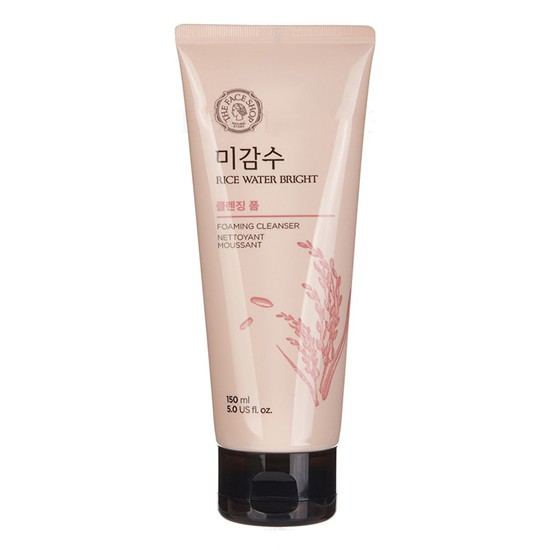 THE FACE SHOP
미감수
RICE WATER BRIGHT
클렌징 폼
FOAMING CLEANSER
NETTOYANT
MOUSSANT
150 ml
5.0 US fl. oz.